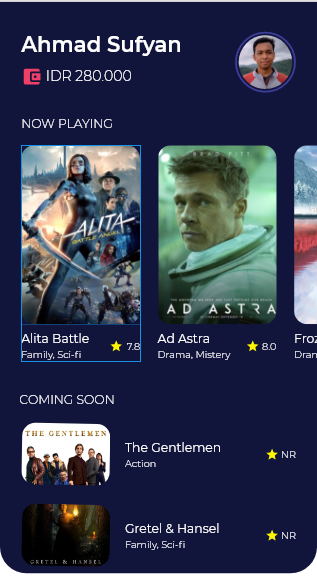 Ahmad Sufyan
IDR 280.000
NOW PLAYING
ALITA
BATTLE ANGEL
BRAD PITT
AD ASTRA
Alita Battle
7.8
Family, Sci-fi
Ad Astra
8.0
Drama, Mistery
Froz
Dran
COMING SOON
THE GENTLEMEN
The Gentlemen
Action
NR
GRETEL & HANSEL
Gretel & Hansel
Family, Sci-fi
NR